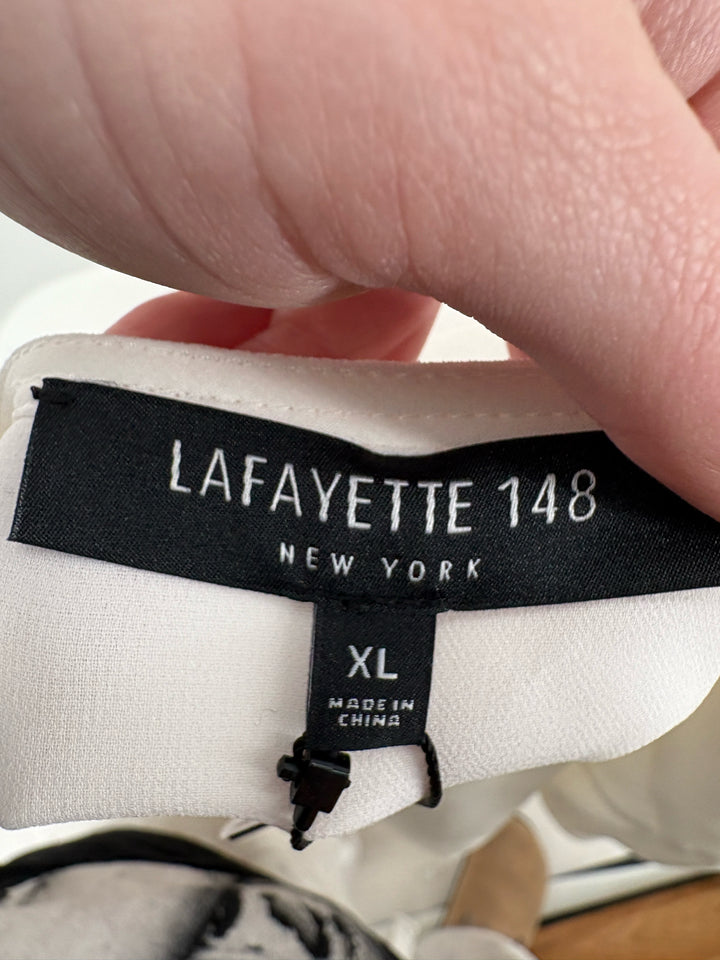 LAFAYETTE 148
NEW YORK
XL
MADE IN
CHINA